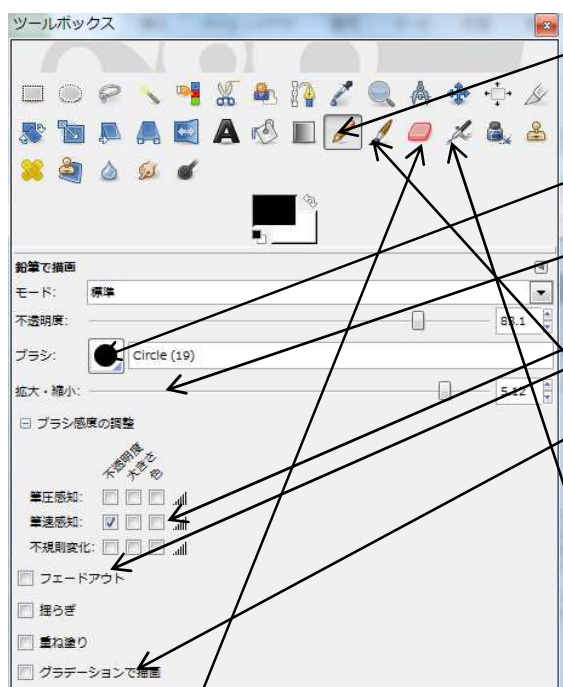 ツールボックス
鉛筆で描画
モード: 標準
不透明度: 83.1
ブラシ: Circle (19)
拡大・縮小: 5.12
ブラシ感度の調整
不透明度 大きさ 色
筆圧感知:
筆速感知:
不規則変化:
フェードアウト
揺らぎ
重ね塗り
グラデーションで描画